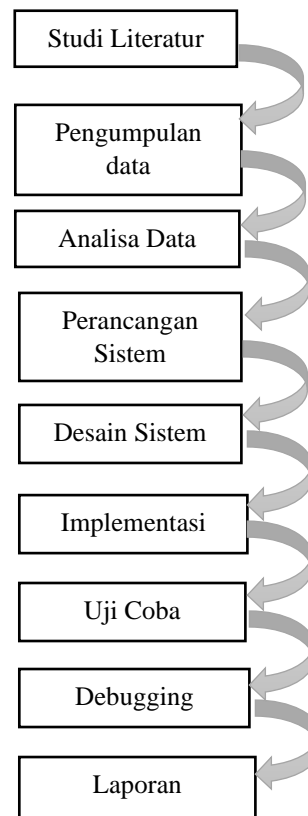 Studi Literatur
Pengumpulan
data
Analisa Data
Perancangan
Sistem
Desain Sistem
Implementasi
Uji Coba
Debugging
Laporan